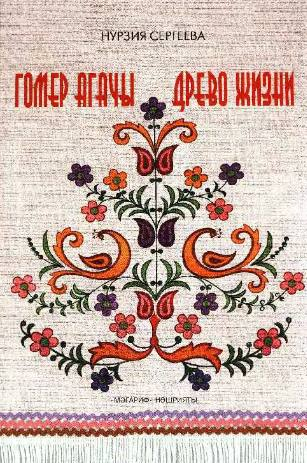 НУРЗИЯ СЕРГЕЕВА
ГОМЕР АГАЧЫ ДРЕВО ЖИЗНИ
«МӘГАРИФ» НӘШРИЯТЫ